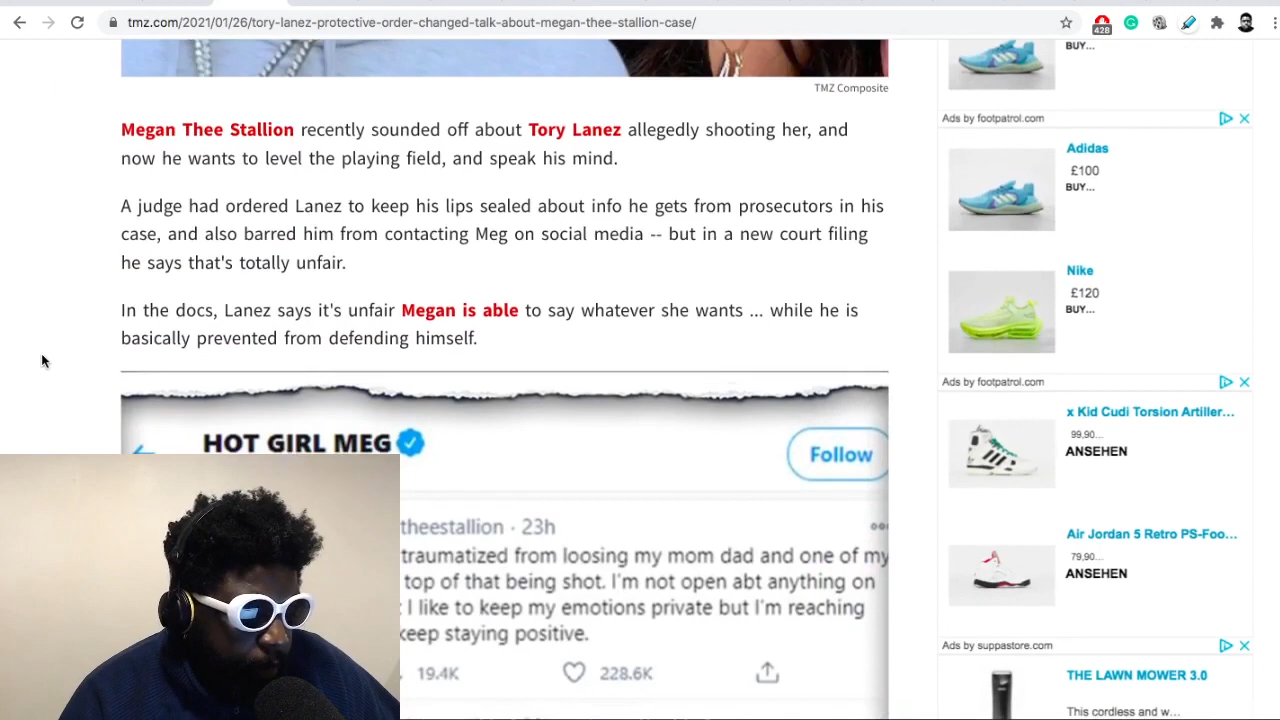 tmz.com/2021/01/26/tory-lanez-protective-order-changed-talk-about-megan-thee-stallion-case/
428
TMZ Composite
Megan Thee Stallion recently sounded off about Tory Lanez allegedly shooting her, and
now he wants to level the playing field, and speak his mind.
A judge had ordered Lanez to keep his lips sealed about info he gets from prosecutors in his
case, and also barred him from contacting Meg on social media -- but in a new court filing
he says that's totally unfair.
In the docs, Lanez says it's unfair Megan is able to say whatever she wants ... while he is
basically prevented from defending himself.
HOT GIRL MEG
Follow
theestallion · 23h
traumatized from loosing my mom dad and one of my
top of that being shot. I'm not open abt anything on
I like to keep my emotions private but I'm reaching
keep staying positive.
19.4K
228.6K
BUY...
Ads by footpatrol.com
Adidas
£100
BUY...
Nike
£120
BUY...
Ads by footpatrol.com
x Kid Cudi Torsion Artiller...
99,90...
ANSEHEN
Air Jordan 5 Retro PS-Foo...
79,90...
ANSEHEN
Ads by suppastore.com
THE LAWN MOWER 3.0
This cordless and w...